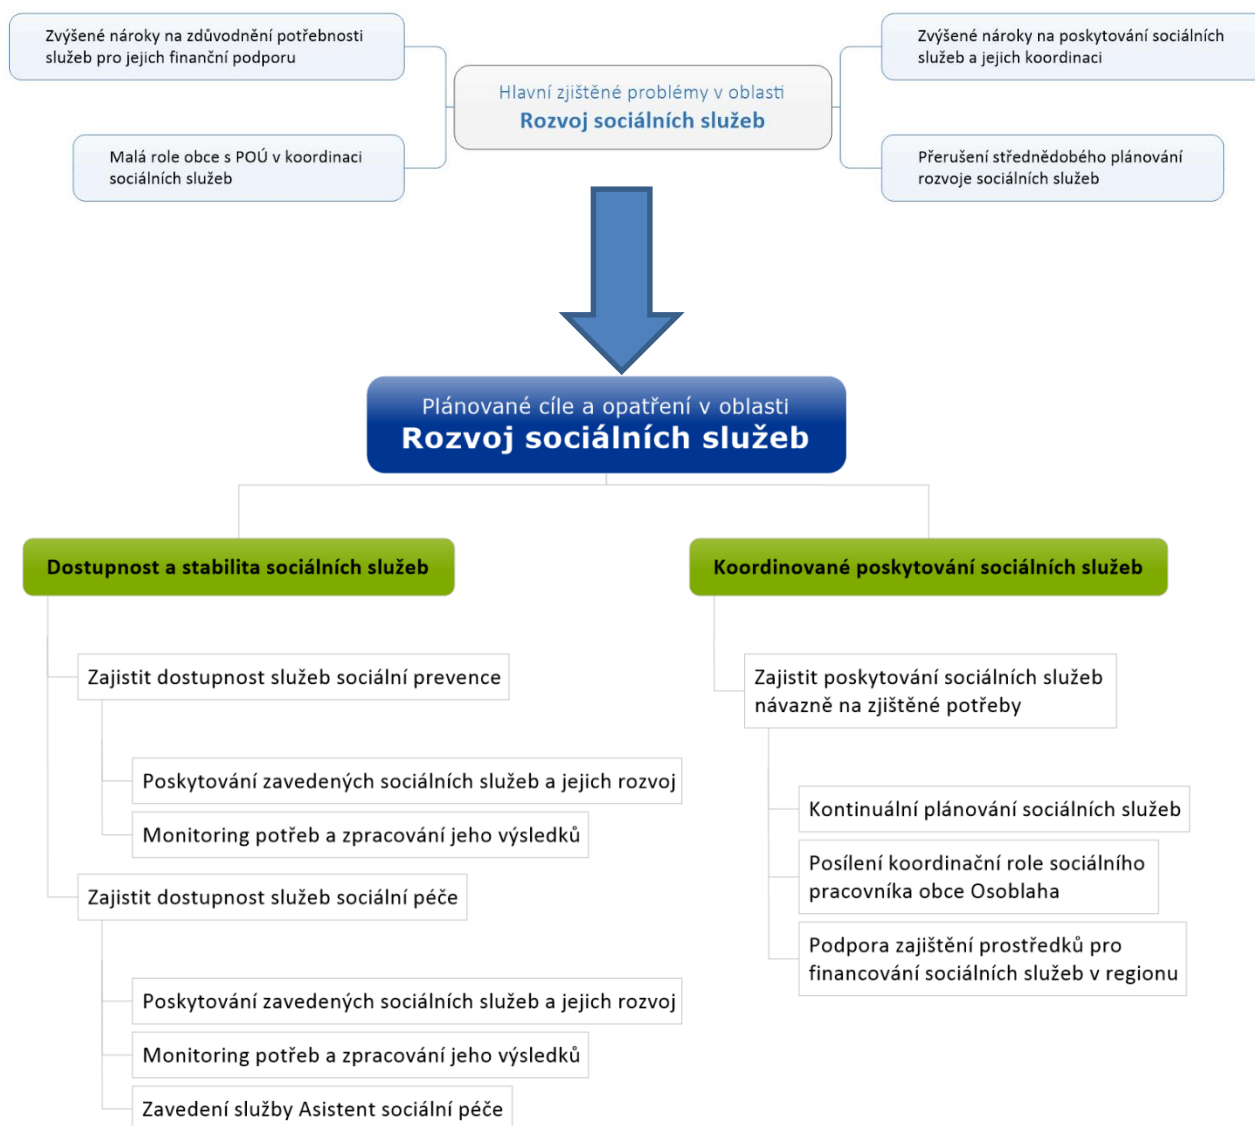 Zvýšené nároky na zdůvodnění potřebnosti
služeb pro jejich finanční podporu
Malá role obce s POÚ v koordinaci
sociálních služeb
Hlavní zjištěné problémy v oblasti
Rozvoj sociálních služeb
Zvýšené nároky na poskytování sociálních
služeb a jejich koordinaci
Přerušení střednědobého plánování
rozvoje sociálních služeb
Plánované cíle a opatření v oblasti
Rozvoj sociálních služeb
Dostupnost a stabilita sociálních služeb
Zajistit dostupnost služeb sociální prevence
Poskytování zavedených sociálních služeb a jejich rozvoj
Monitoring potřeb a zpracování jeho výsledků
Zajistit dostupnost služeb sociální péče
Poskytování zavedených sociálních služeb a jejich rozvoj
Monitoring potřeb a zpracování jeho výsledků
Zavedení služby Asistent sociální péče
Koordinované poskytování sociálních služeb
Zajistit poskytování sociálních služeb
návazně na zjištěné potřeby
Kontinuální plánování sociálních služeb
Posílení koordinační role sociálního
pracovníka obce Osoblaha
Podpora zajištění prostředků pro
financování sociálních služeb v regionu